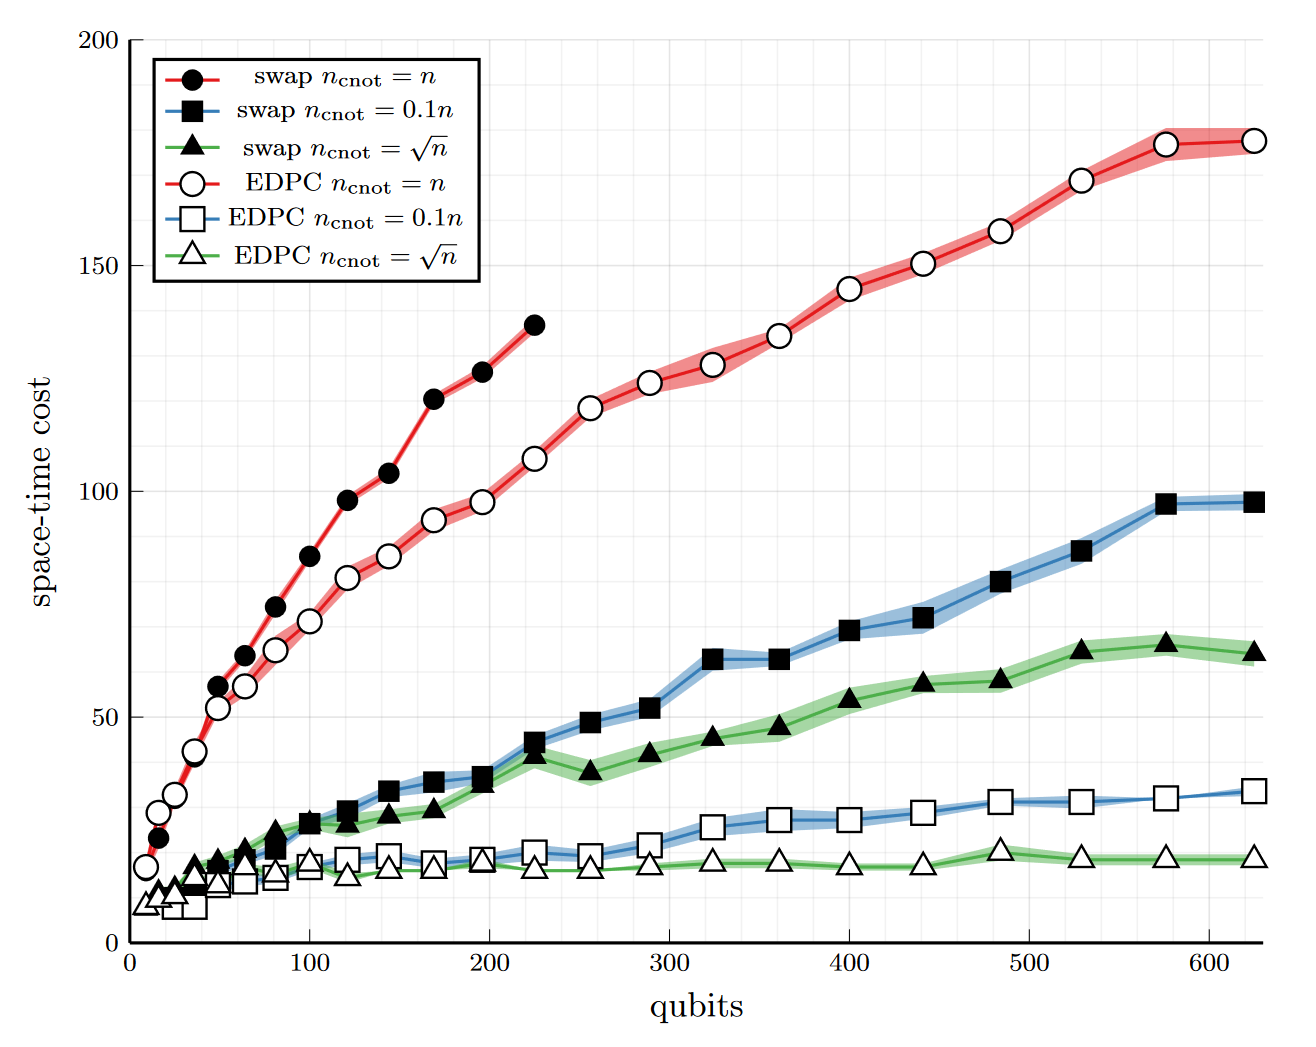 200
150
100
50
0
space-time cost
swap n_cnot = n
swap n_cnot = 0.1n
swap n_cnot = √n
EDPC n_cnot = n
EDPC n_cnot = 0.1n
EDPC n_cnot = √n
0 100 200 300 400 500 600
qubits